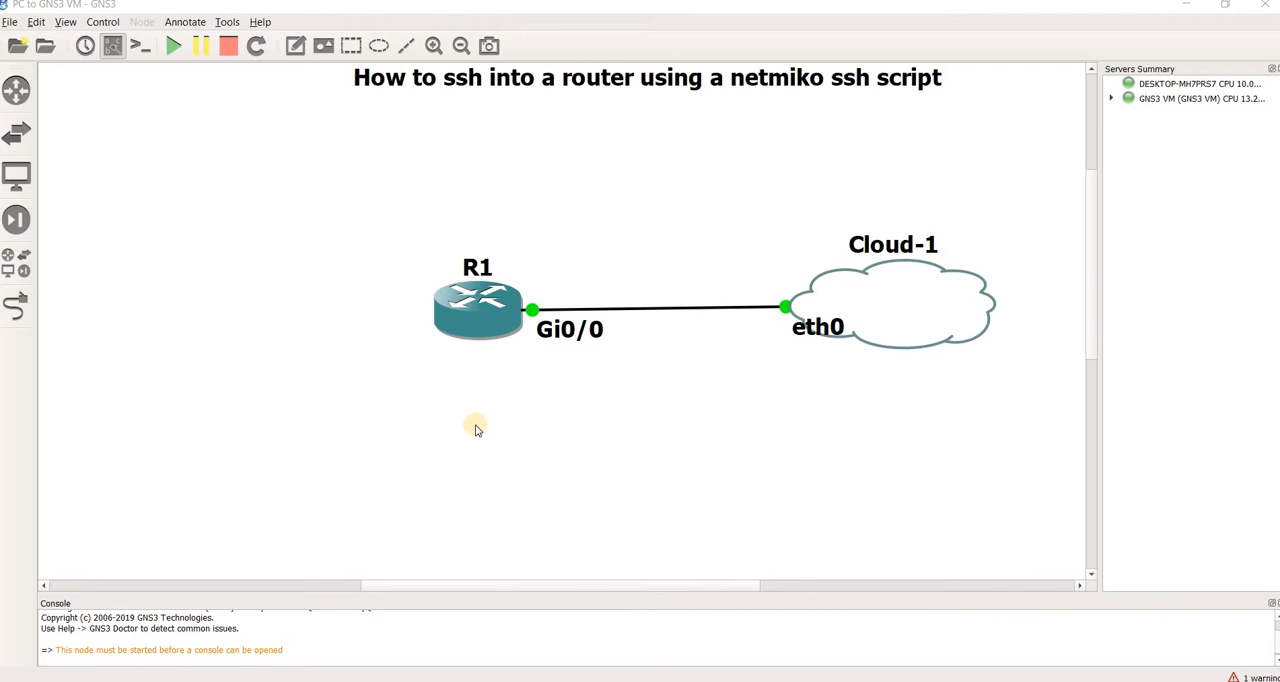 PC to GNS3 VM - GNS3
File Edit View Control Node Annotate Tools Help
How to ssh into a router using a netmiko ssh script
Servers Summary
DESKTOP-MH7PRS7 CPU 10.0...
GNS3 VM (GNS3 VM) CPU 13.2...
Cloud-1
R1
Gi0/0
eth0
Console
Copyright (c) 2006-2019 GNS3 Technologies.
Use Help -> GNS3 Doctor to detect common issues.
=> This node must be started before a console can be opened
1 warning